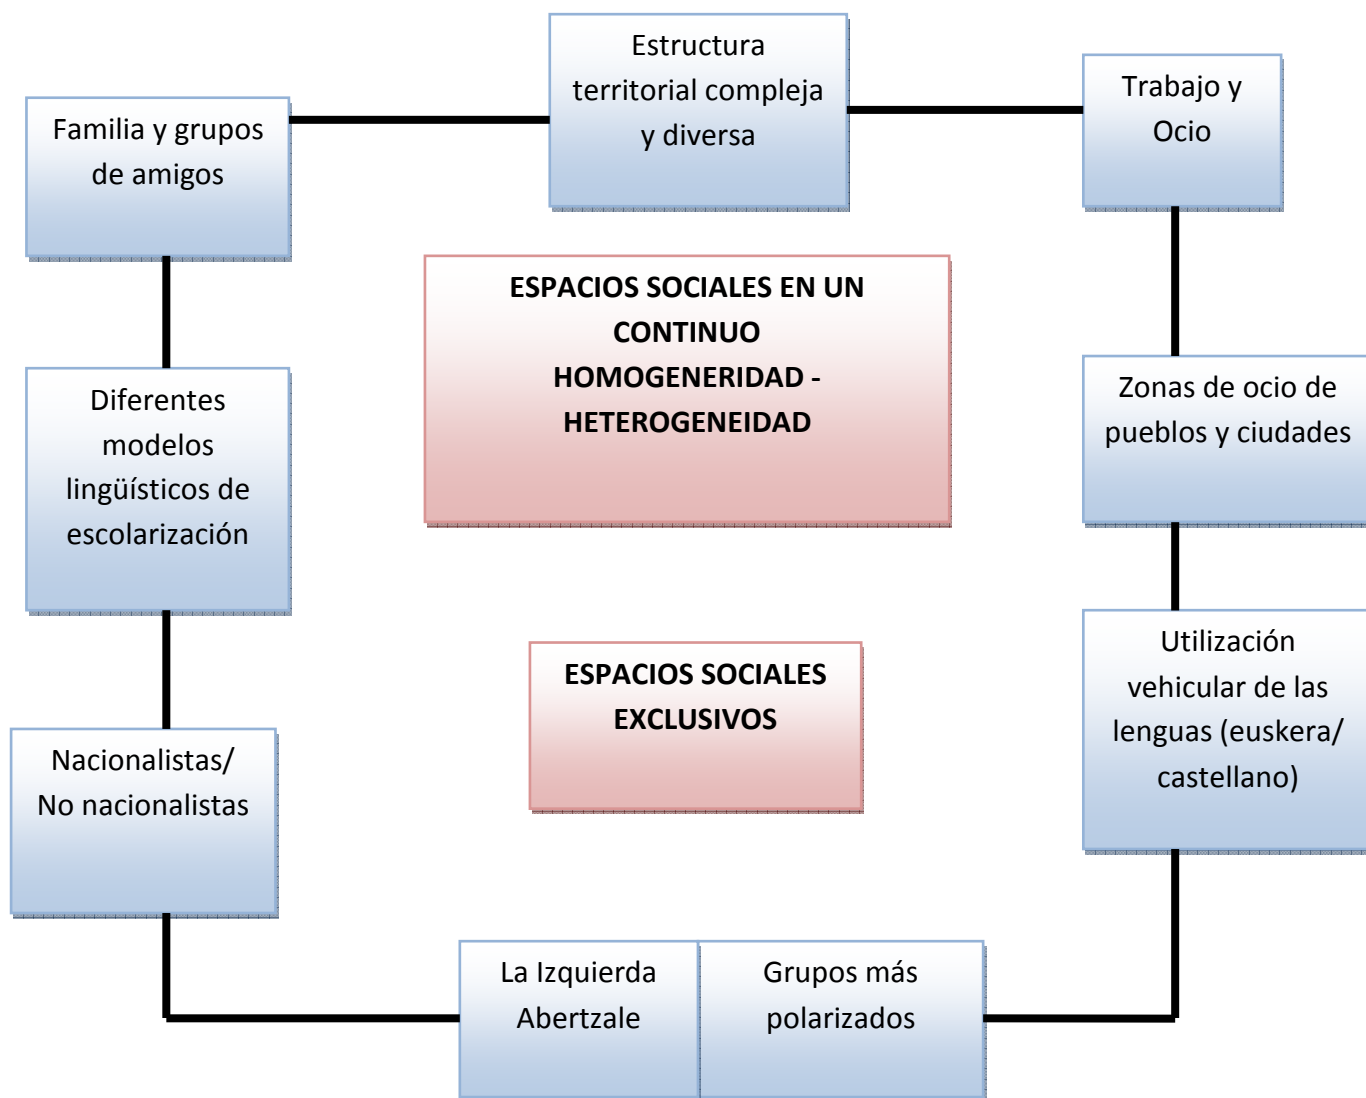 Estructura
territorial compleja
y diversa
Trabajo y
Ocio
Familia y grupos
de amigos
ESPACIOS SOCIALES EN UN
CONTINUO
HOMOGENERIDAD -
HETEROGENEIDAD
Diferentes
modelos
lingüísticos de
escolarización
Zonas de ocio de
pueblos y ciudades
ESPACIOS SOCIALES
EXCLUSIVOS
Utilización
vehicular de las
lenguas (euskera/
castellano)
Nacionalistas/
No nacionalistas
La Izquierda
Abertzale
Grupos más
polarizados